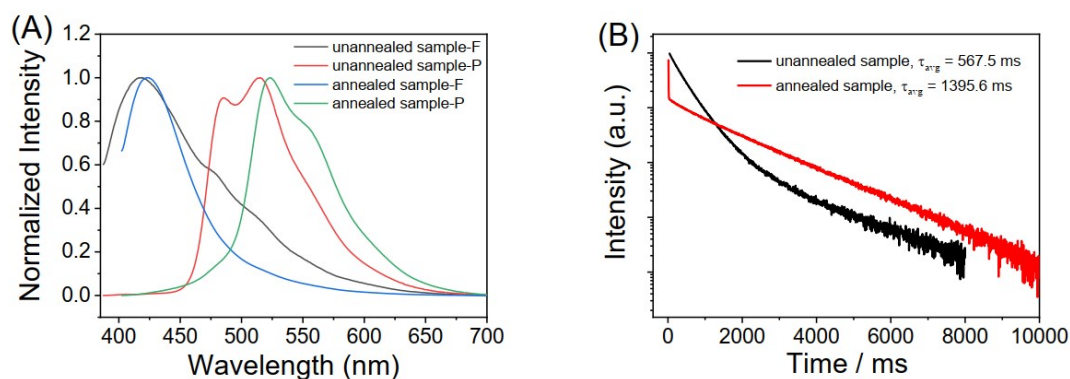 (A)
1.2
1.0
0.8
0.6
0.4
0.2
0.0
Normalized Intensity
unannealed sample-F
unannealed sample-P
annealed sample-F
annealed sample-P
400 450 500 550 600 650 700
Wavelength (nm)
(B)
unannealed sample, τavg = 567.5 ms
annealed sample, τavg = 1395.6 ms
Intensity (a.u.)
0 2000 4000 6000 8000 10000
Time / ms